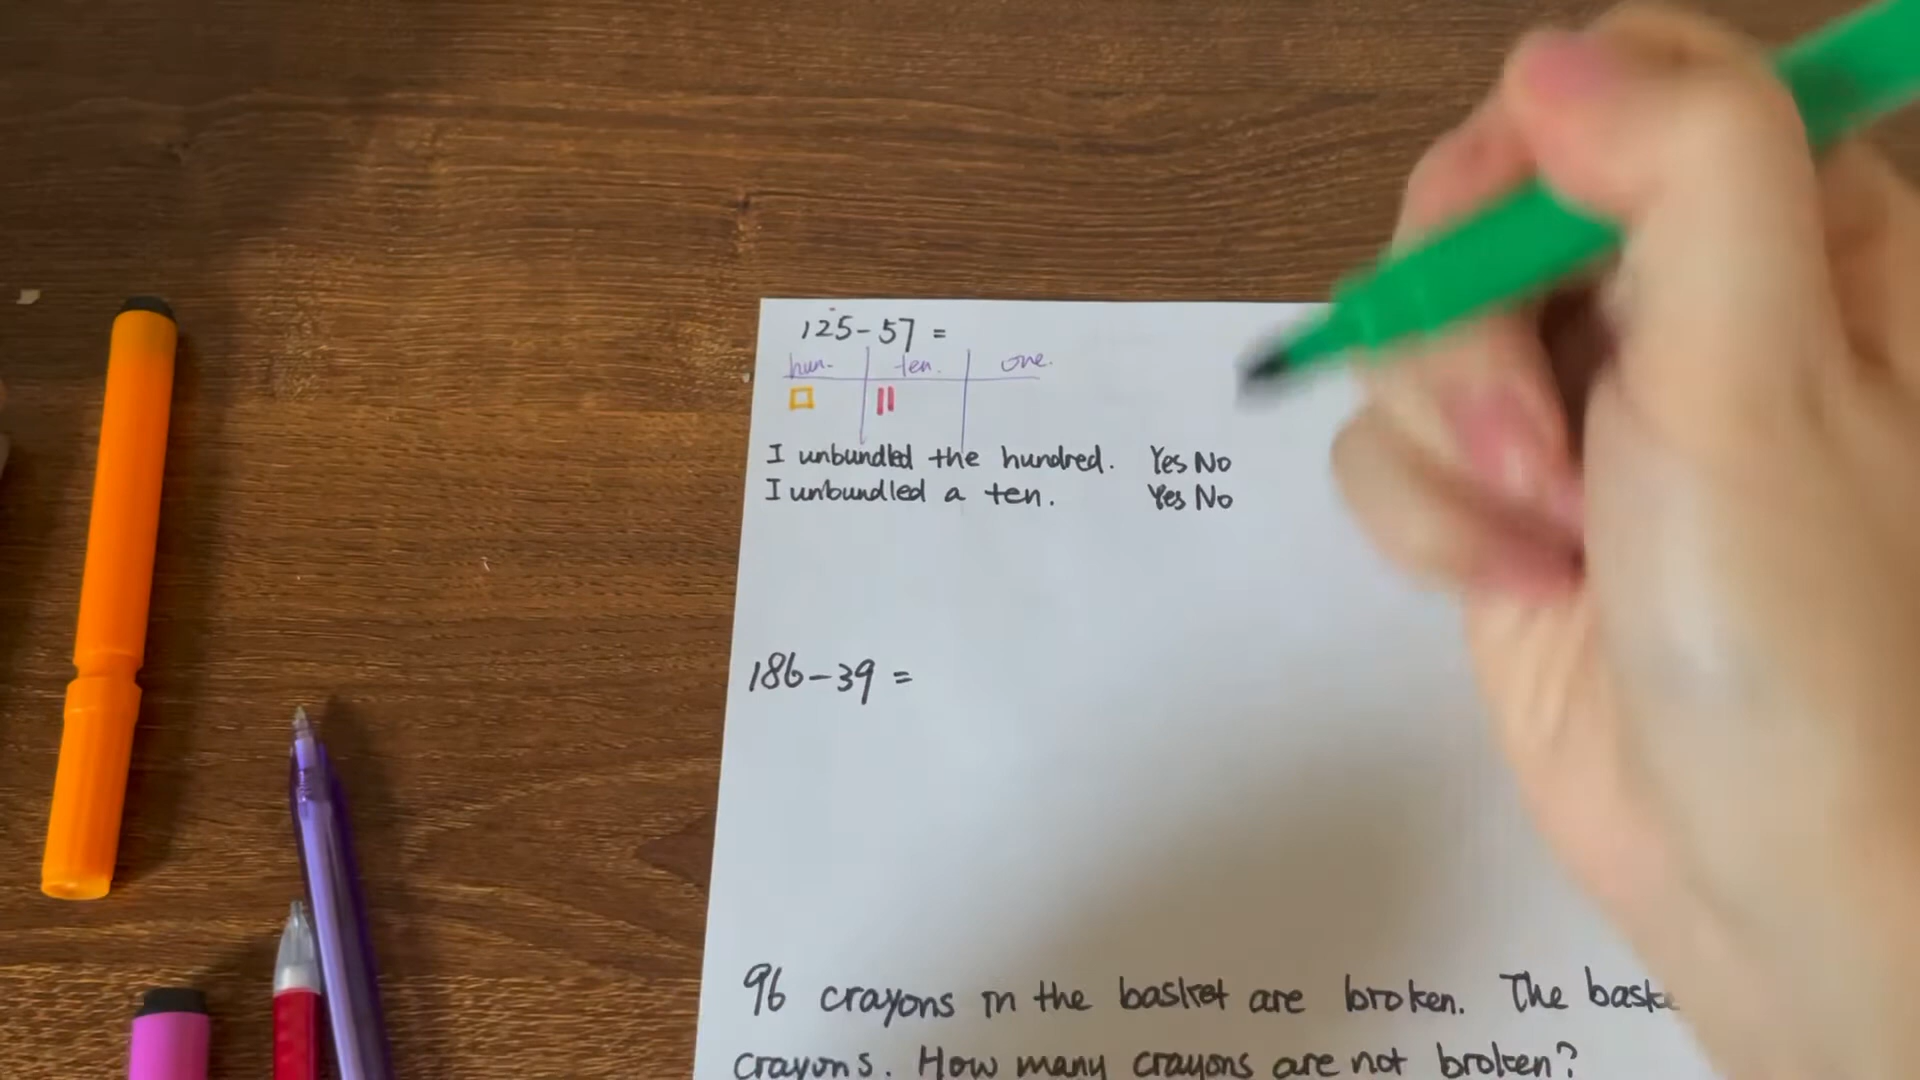 125-57=
hun. ten. one.
I unbundled the hundred. Yes No
I unbundled a ten. Yes No
186-39=
96 crayons in the basket are broken. The
crayons. How many crayons are not broken?